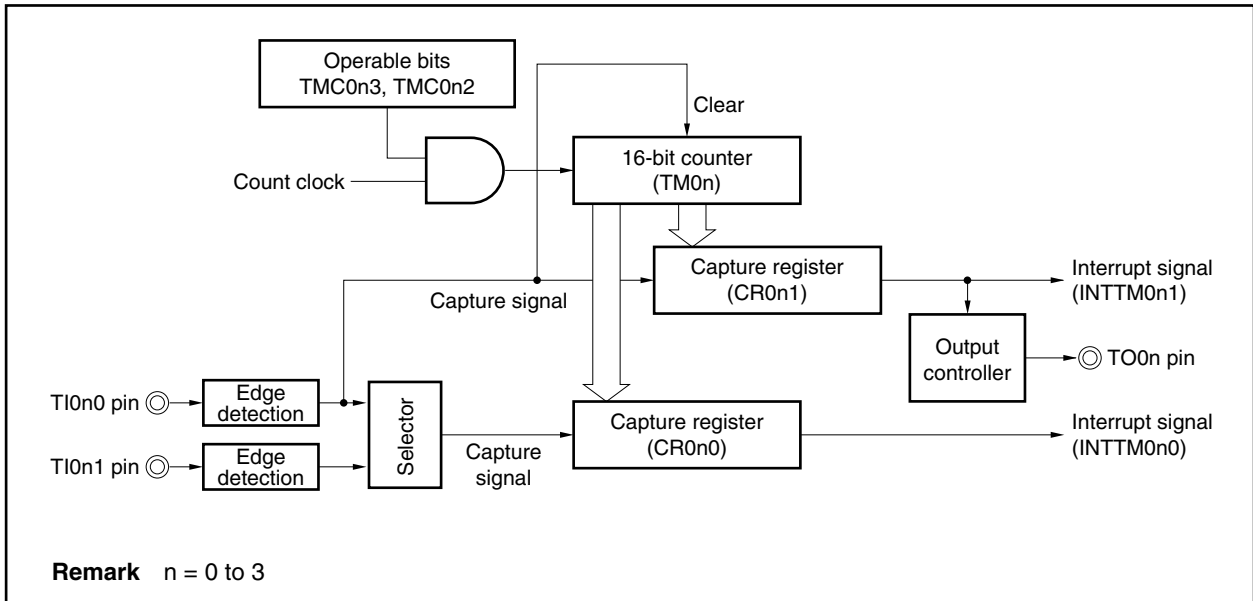 Operable bits
TMC0n3, TMC0n2
Clear
16-bit counter
(TM0n)
Count clock
Capture register
(CR0n1)
Interrupt signal
(INTTM0n1)
Capture signal
Output
controller
TO0n pin
TI0n0 pin
Edge
detection
Selector
Capture register
(CR0n0)
Interrupt signal
(INTTM0n0)
Capture
signal
TI0n1 pin
Edge
detection
Remark n = 0 to 3